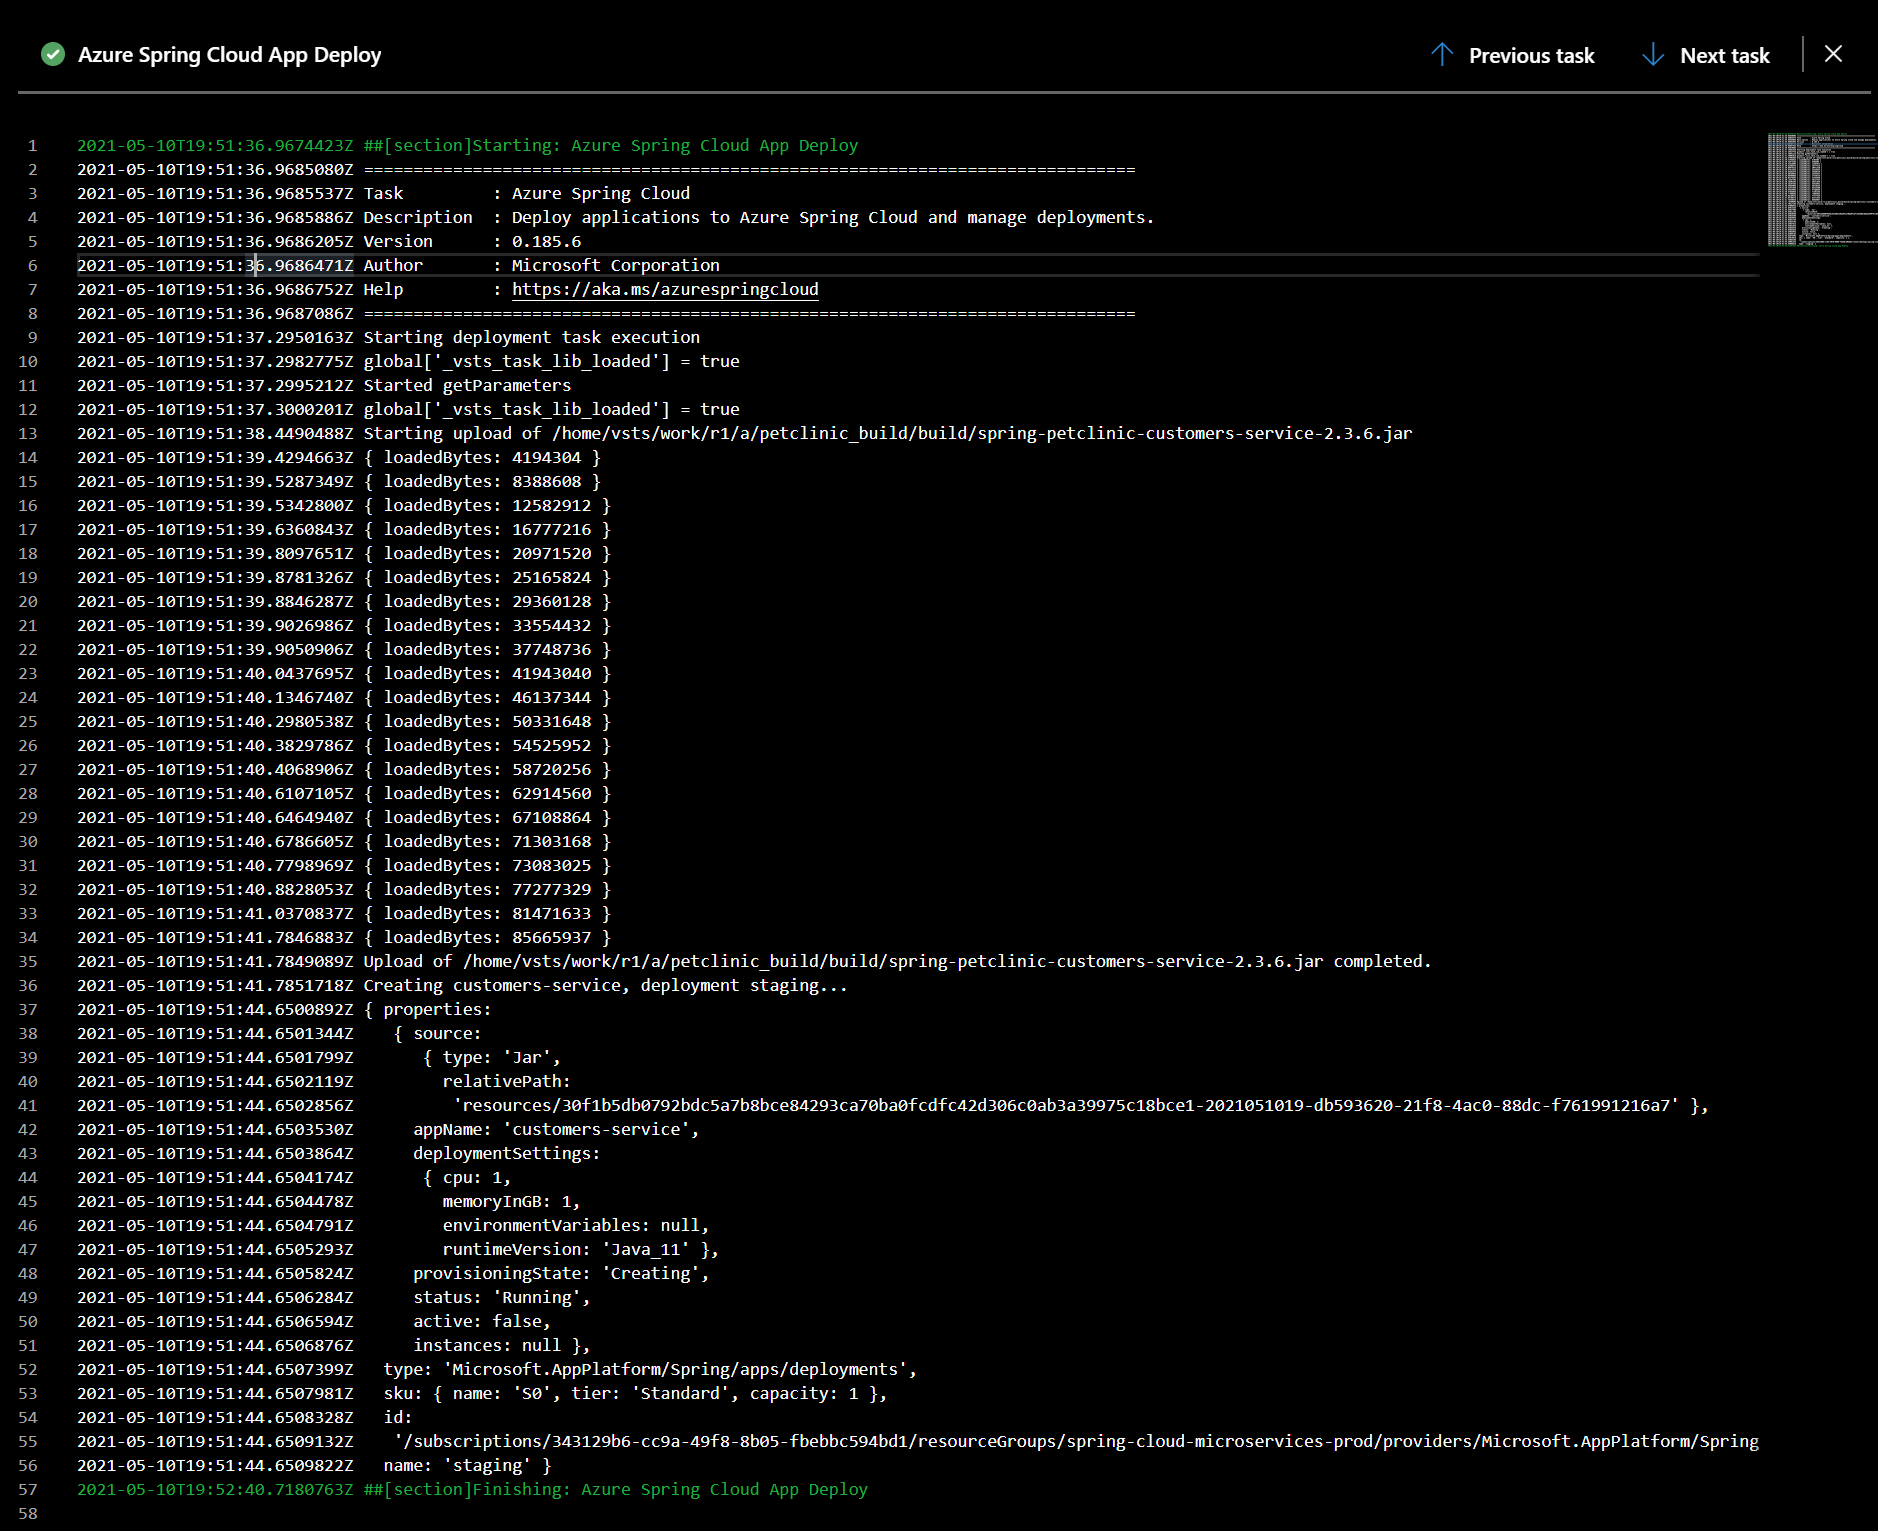 Azure Spring Cloud App Deploy
Previous task
Next task
1 2021-05-10T19:51:36.9674423Z ##[section]Starting: Azure Spring Cloud App Deploy
2 2021-05-10T19:51:36.9685080Z ==============================================================================
3 2021-05-10T19:51:36.9685537Z Task         : Azure Spring Cloud
4 2021-05-10T19:51:36.9685886Z Description  : Deploy applications to Azure Spring Cloud and manage deployments.
5 2021-05-10T19:51:36.9686205Z Version      : 0.185.6
6 2021-05-10T19:51:36.9686471Z Author       : Microsoft Corporation
7 2021-05-10T19:51:36.9686752Z Help         : https://aka.ms/azurespringcloud
8 2021-05-10T19:51:36.9687086Z ==============================================================================
9 2021-05-10T19:51:37.2950163Z Starting deployment task execution
10 2021-05-10T19:51:37.2982775Z global['_vsts_task_lib_loaded'] = true
11 2021-05-10T19:51:37.2995212Z Started getParameters
12 2021-05-10T19:51:37.3000201Z global['_vsts_task_lib_loaded'] = true
13 2021-05-10T19:51:38.4490488Z Starting upload of /home/vsts/work/r1/a/petclinic_build/build/spring-petclinic-customers-service-2.3.6.jar
14 2021-05-10T19:51:39.4294663Z { loadedBytes: 4194304 }
15 2021-05-10T19:51:39.5287349Z { loadedBytes: 8388608 }
16 2021-05-10T19:51:39.5342800Z { loadedBytes: 12582912 }
17 2021-05-10T19:51:39.6360843Z { loadedBytes: 16777216 }
18 2021-05-10T19:51:39.8097651Z { loadedBytes: 20971520 }
19 2021-05-10T19:51:39.8781326Z { loadedBytes: 25165824 }
20 2021-05-10T19:51:39.8846287Z { loadedBytes: 29360128 }
21 2021-05-10T19:51:39.9026986Z { loadedBytes: 33554432 }
22 2021-05-10T19:51:39.9050906Z { loadedBytes: 37748736 }
23 2021-05-10T19:51:40.0437695Z { loadedBytes: 41943040 }
24 2021-05-10T19:51:40.1346740Z { loadedBytes: 46137344 }
25 2021-05-10T19:51:40.2980538Z { loadedBytes: 50331648 }
26 2021-05-10T19:51:40.3829786Z { loadedBytes: 54525952 }
27 2021-05-10T19:51:40.4068906Z { loadedBytes: 58720256 }
28 2021-05-10T19:51:40.6107105Z { loadedBytes: 62914560 }
29 2021-05-10T19:51:40.6464940Z { loadedBytes: 67108864 }
30 2021-05-10T19:51:40.6786605Z { loadedBytes: 71303168 }
31 2021-05-10T19:51:40.7798969Z { loadedBytes: 73083025 }
32 2021-05-10T19:51:40.8828053Z { loadedBytes: 77277329 }
33 2021-05-10T19:51:41.0370837Z { loadedBytes: 81471633 }
34 2021-05-10T19:51:41.7846883Z { loadedBytes: 85665937 }
35 2021-05-10T19:51:41.7849089Z Upload of /home/vsts/work/r1/a/petclinic_build/build/spring-petclinic-customers-service-2.3.6.jar completed.
36 2021-05-10T19:51:41.7851718Z Creating customers-service, deployment staging...
37 2021-05-10T19:51:44.6500892Z { properties:
38 2021-05-10T19:51:44.6501344Z    { source:
39 2021-05-10T19:51:44.6501799Z       { type: 'Jar',
40 2021-05-10T19:51:44.6502119Z         relativePath:
41 2021-05-10T19:51:44.6502856Z          'resources/30f1b5db0792bdc5a7b8bce84293ca70ba0fcdfc42d306c0ab3a39975c18bce1-2021051019-db593620-21f8-4ac0-88dc-f761991216a7' },
42 2021-05-10T19:51:44.6503530Z      appName: 'customers-service',
43 2021-05-10T19:51:44.6503864Z      deploymentSettings:
44 2021-05-10T19:51:44.6504174Z       { cpu: 1,
45 2021-05-10T19:51:44.6504478Z         memoryInGB: 1,
46 2021-05-10T19:51:44.6504791Z         environmentVariables: null,
47 2021-05-10T19:51:44.6505293Z         runtimeVersion: 'Java_11' },
48 2021-05-10T19:51:44.6505824Z      provisioningState: 'Creating',
49 2021-05-10T19:51:44.6506284Z      status: 'Running',
50 2021-05-10T19:51:44.6506594Z      active: false,
51 2021-05-10T19:51:44.6506876Z      instances: null },
52 2021-05-10T19:51:44.6507399Z   type: 'Microsoft.AppPlatform/Spring/apps/deployments',
53 2021-05-10T19:51:44.6507981Z   sku: { name: 'S0', tier: 'Standard', capacity: 1 },
54 2021-05-10T19:51:44.6508328Z   id:
55 2021-05-10T19:51:44.6509132Z    '/subscriptions/343129b6-cc9a-49f8-8b05-fbebbc594bd1/resourceGroups/spring-cloud-microservices-prod/providers/Microsoft.AppPlatform/Spring
56 2021-05-10T19:51:44.6509822Z   name: 'staging' }
57 2021-05-10T19:52:40.7180763Z ##[section]Finishing: Azure Spring Cloud App Deploy
58